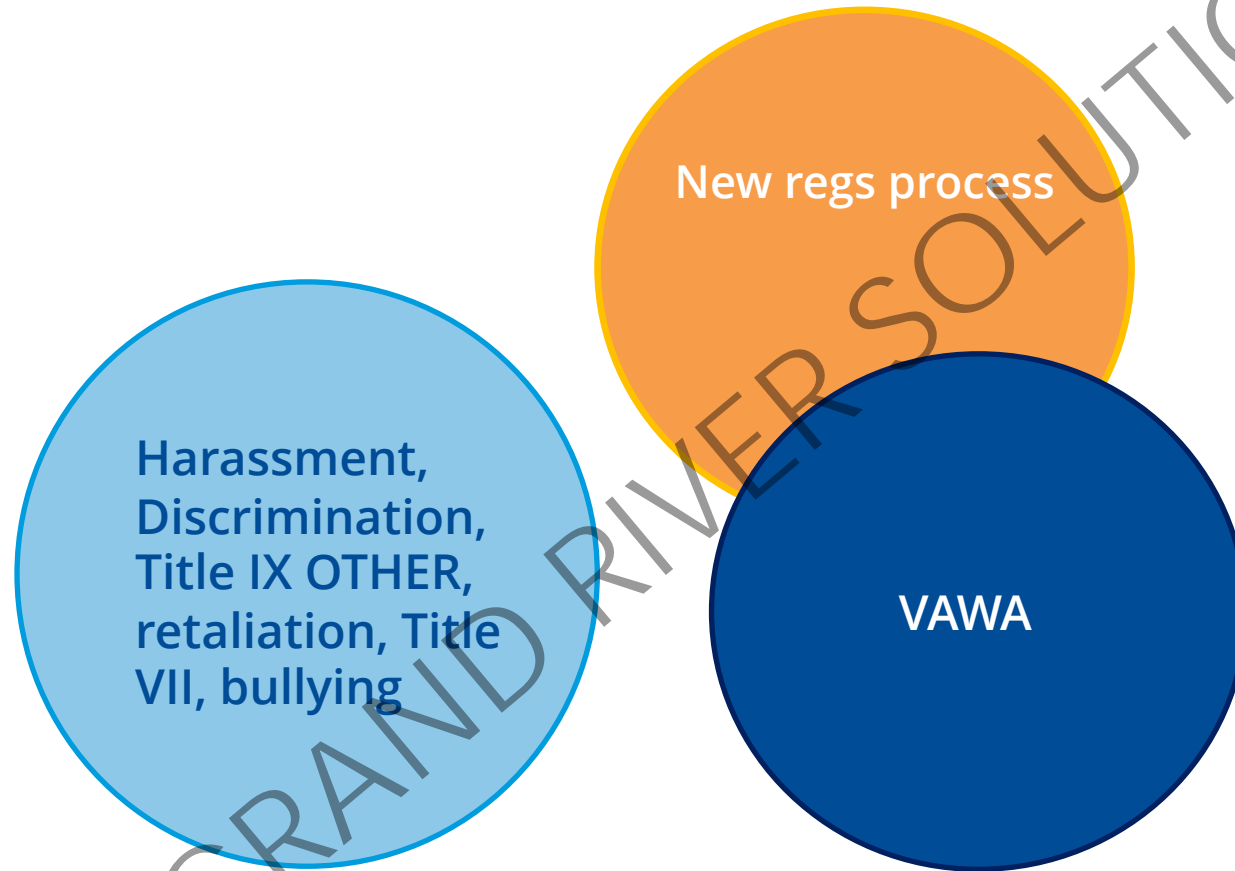 New regs process
Harassment,
Discrimination,
Title IX OTHER,
retaliation, Title
VII, bullying
VAWA
GRAND RIVER SOLUTIO